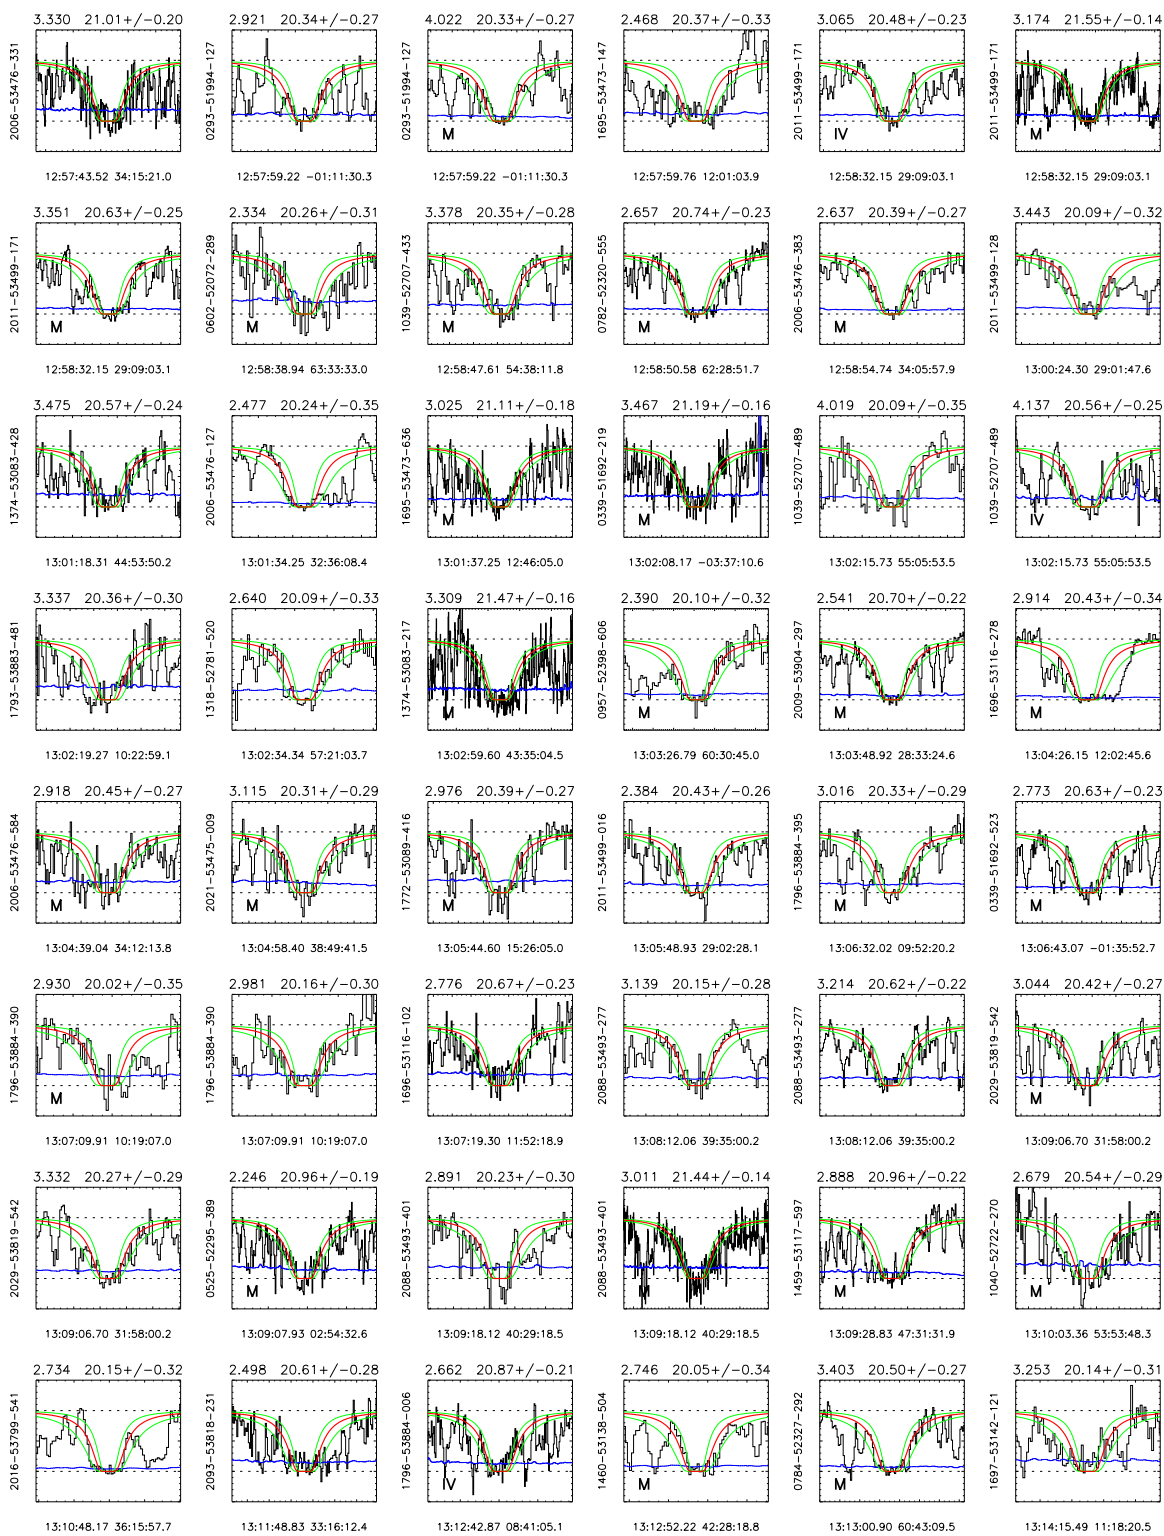 3.330 21.01+/-0.20 2.921 20.34+/-0.27 4.022 20.33+/-0.27 2.468 20.37+/-0.33 3.065 20.48+/-0.23 3.174 21.55+/-0.14
2006-53476-331 0293-51994-127 0293-51994-127 1695-53473-147 2011-53499-171 2011-53499-171
M IV M
12:57:43.52 34:15:21.0 12:57:59.22 -01:11:30.3 12:57:59.22 -01:11:30.3 12:57:59.76 12:01:03.9 12:58:32.15 29:09:03.1 12:58:32.15 29:09:03.1
3.351 20.63+/-0.25 2.334 20.26+/-0.31 3.378 20.35+/-0.28 2.657 20.74+/-0.23 2.637 20.39+/-0.27 3.443 20.09+/-0.32
2011-53499-171 0602-52072-289 1039-52707-433 0782-52320-555 2006-53476-383 2011-53499-128
M M M M M
12:58:32.15 29:09:03.1 12:58:38.94 63:33:33.0 12:58:47.61 54:38:11.8 12:58:50.58 62:28:51.7 12:58:54.74 34:05:57.9 13:00:24.30 29:01:47.6
3.475 20.57+/-0.24 2.477 20.24+/-0.35 3.025 21.11+/-0.18 3.467 21.19+/-0.16 4.019 20.09+/-0.35 4.137 20.56+/-0.25
1374-53083-428 2006-53476-127 1695-53473-636 0339-51692-219 1039-52707-489 1039-52707-489
M M IV
13:01:18.31 44:53:50.2 13:01:34.25 32:36:08.4 13:01:37.25 12:46:05.0 13:02:08.17 -03:37:10.6 13:02:15.73 55:05:53.5 13:02:15.73 55:05:53.5
3.337 20.36+/-0.30 2.640 20.09+/-0.33 3.309 21.47+/-0.16 2.390 20.10+/-0.32 2.541 20.70+/-0.22 2.914 20.43+/-0.34
1793-53883-481 1318-52781-520 1374-53083-217 0957-52398-606 2009-53904-297 1696-53116-278
M M M
13:02:19.27 10:22:59.1 13:02:34.34 57:21:03.7 13:02:59.60 43:35:04.5 13:03:26.79 60:30:45.0 13:03:48.92 28:33:24.6 13:04:26.15 12:02:45.6
2.918 20.45+/-0.27 3.115 20.31+/-0.29 2.976 20.39+/-0.27 2.384 20.43+/-0.26 3.016 20.33+/-0.29 2.773 20.63+/-0.23
2006-53476-584 2021-53475-009 1772-53089-416 2011-53499-016 1796-53884-395 0339-51692-523
M M M
13:04:39.04 34:12:13.8 13:04:58.40 38:49:41.5 13:05:44.60 15:26:05.0 13:05:48.93 29:02:28.1 13:06:32.02 09:52:20.2 13:06:43.07 -01:35:52.7
2.930 20.02+/-0.35 2.981 20.16+/-0.30 2.776 20.67+/-0.23 3.139 20.15+/-0.28 3.214 20.62+/-0.22 3.044 20.42+/-0.27
1796-53884-390 1796-53884-390 1696-53116-102 2088-53493-277 2088-53493-277 2029-53819-542
M M
13:07:09.91 10:19:07.0 13:07:09.91 10:19:07.0 13:07:19.30 11:52:18.9 13:08:12.06 39:35:00.2 13:08:12.06 39:35:00.2 13:09:06.70 31:58:00.2
3.332 20.27+/-0.29 2.246 20.96+/-0.19 2.891 20.23+/-0.30 3.011 21.44+/-0.14 2.888 20.96+/-0.22 2.679 20.54+/-0.29
2029-53819-542 0525-52295-389 2088-53493-401 2088-53493-401 1459-53117-597 1040-52722-270
M M M
13:09:06.70 31:58:00.2 13:09:07.93 02:54:32.6 13:09:18.12 40:29:18.5 13:09:18.12 40:29:18.5 13:09:28.83 47:31:31.9 13:10:03.36 53:53:48.3
2.734 20.15+/-0.32 2.498 20.61+/-0.28 2.662 20.87+/-0.21 2.746 20.05+/-0.34 3.403 20.50+/-0.27 3.253 20.14+/-0.31
2016-53799-541 2093-53818-231 1796-53884-006 1460-53138-504 0784-52327-292 1697-53142-121
IV M M
13:10:48.17 36:15:57.7 13:11:48.83 33:16:12.4 13:12:42.87 08:41:05.1 13:12:52.22 42:28:18.8 13:13:00.90 60:43:09.5 13:14:15.49 11:18:20.5